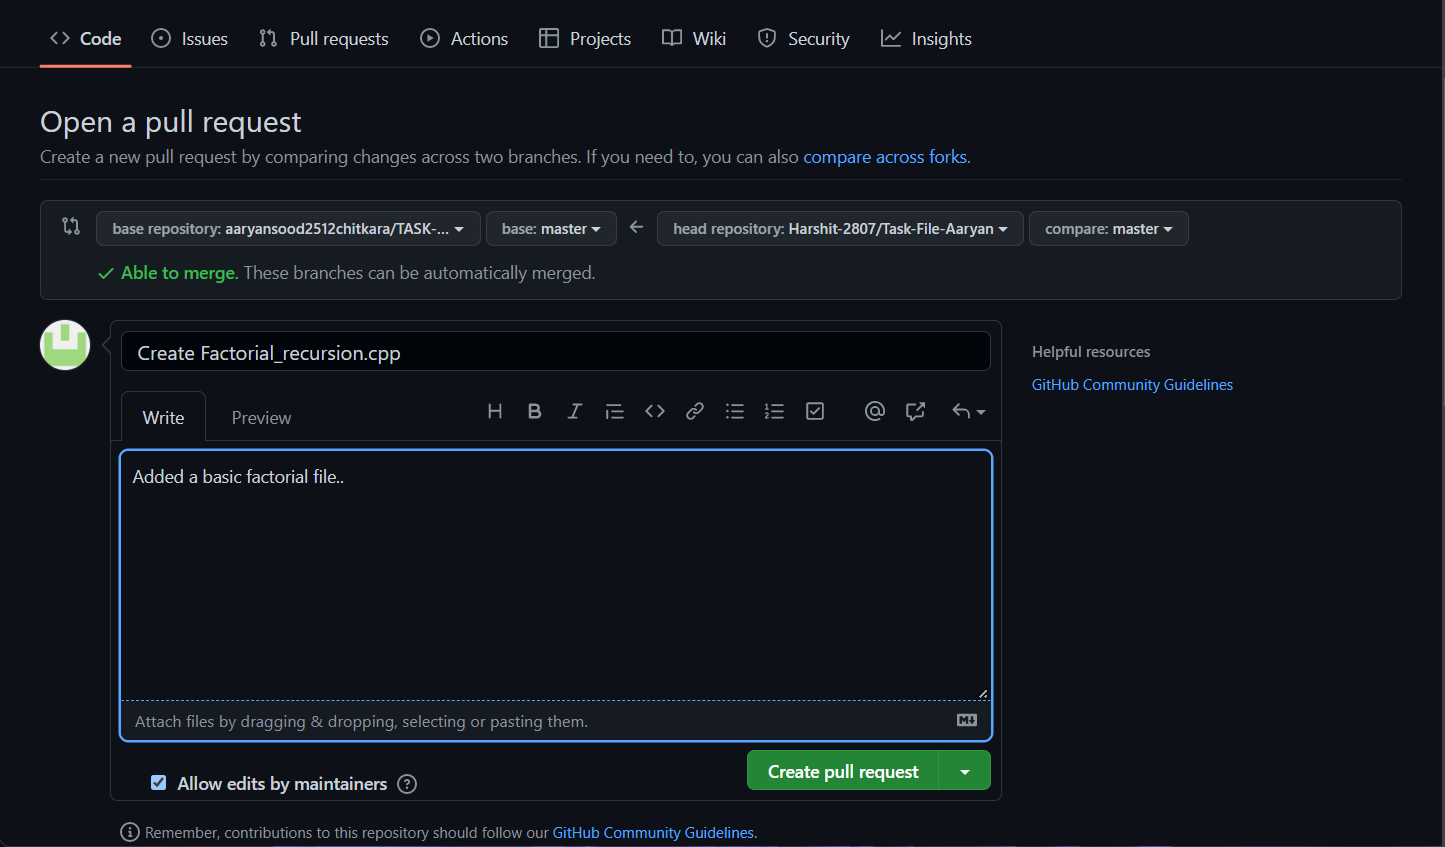 Code Issues Pull requests Actions Projects Wiki Security Insights
Open a pull request
Create a new pull request by comparing changes across two branches. If you need to, you can also compare across forks.
base repository: aaryansood2512chitkara/TASK-... base: master head repository: Harshit-2807/Task-File-Aaryan compare: master
Able to merge. These branches can be automatically merged.
Create Factorial_recursion.cpp
Helpful resources
GitHub Community Guidelines
Write Preview
Added a basic factorial file..
Attach files by dragging & dropping, selecting or pasting them.
Allow edits by maintainers
Create pull request
Remember, contributions to this repository should follow our GitHub Community Guidelines.